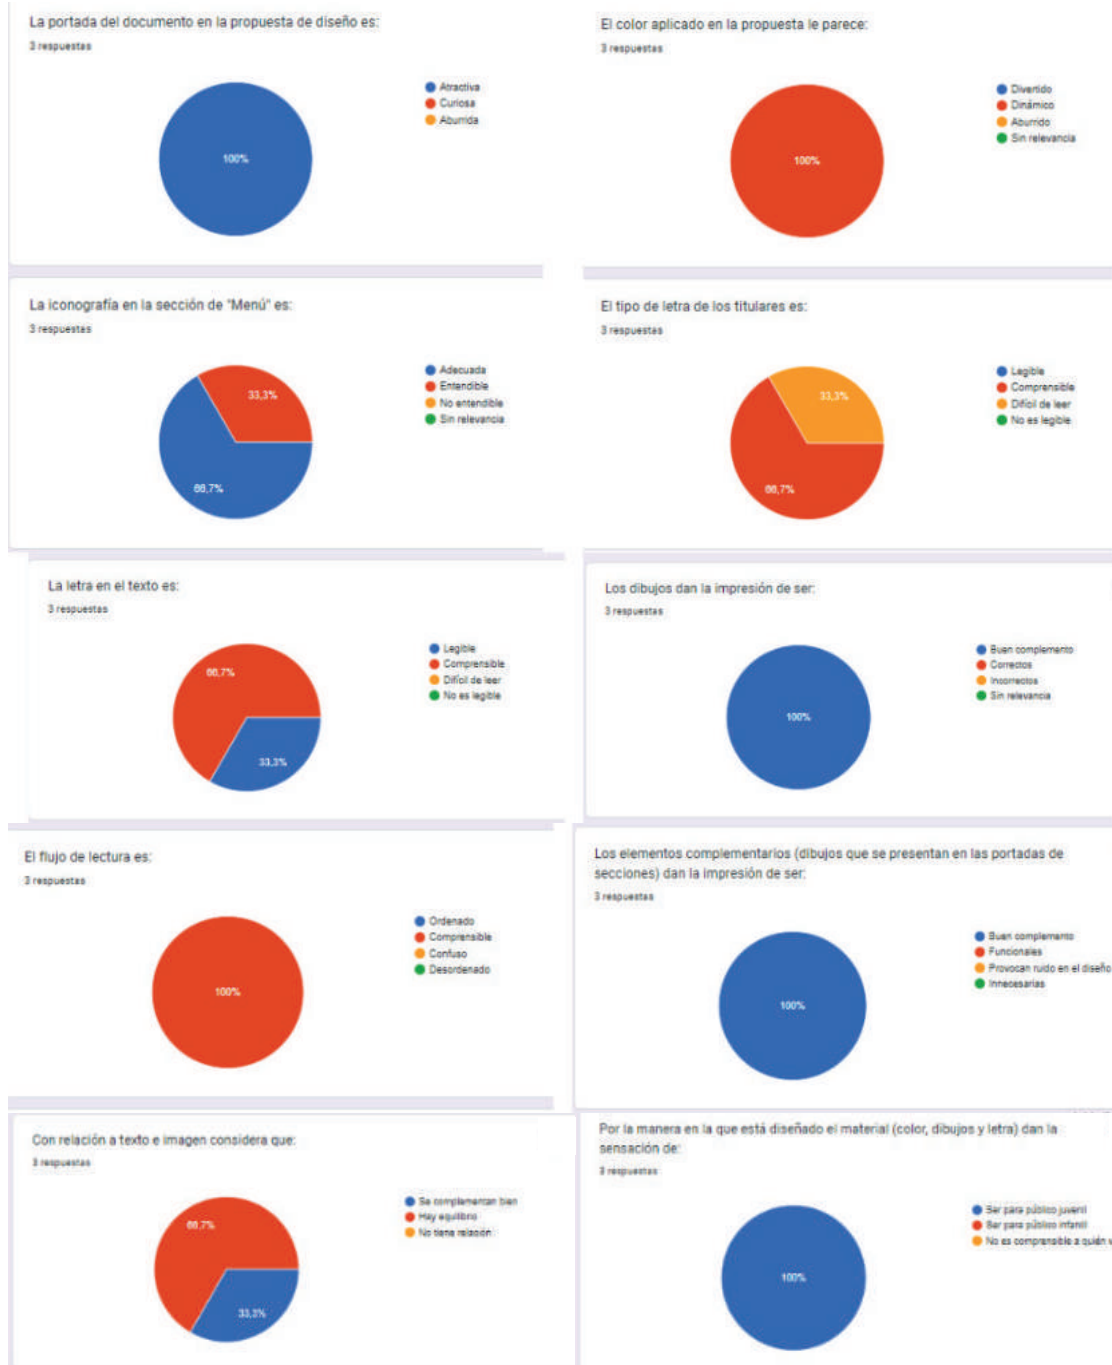 La portada del documento en la propuesta de diseño es:
3 respuestas
100%
Atractiva
Curiosa
Aburrida
El color aplicado en la propuesta le parece:
3 respuestas
100%
Divertido
Dinámico
Aburrido
Sin relevancia
La iconografía en la sección de "Menú" es:
3 respuestas
33,3%
66,7%
Adecuada
Entendible
No entendible
Sin relevancia
El tipo de letra de los titulares es:
3 respuestas
33,3%
66,7%
Legible
Comprensible
Difícil de leer
No es legible
La letra en el texto es:
3 respuestas
66,7%
33,3%
Legible
Comprensible
Difícil de leer
No es legible
Los dibujos dan la impresión de ser:
3 respuestas
100%
Buen complemento
Correctos
Incorrectos
Sin relevancia
El flujo de lectura es:
3 respuestas
100%
Ordenado
Comprensible
Confuso
Desordenado
Los elementos complementarios (dibujos que se presentan en las portadas de
secciones) dan la impresión de ser:
3 respuestas
100%
Buen complemento
Funcionales
Provocan ruido en el diseño
Innecesarias
Con relación a texto e imagen considera que:
3 respuestas
66,7%
33,3%
Se complementan bien
Hay equilibrio
No tiene relación
Por la manera en la que está diseñado el material (color, dibujos y letra) dan la
sensación de:
3 respuestas
100%
Ser para público juvenil
Ser para público infantil
No es comprensible a quién